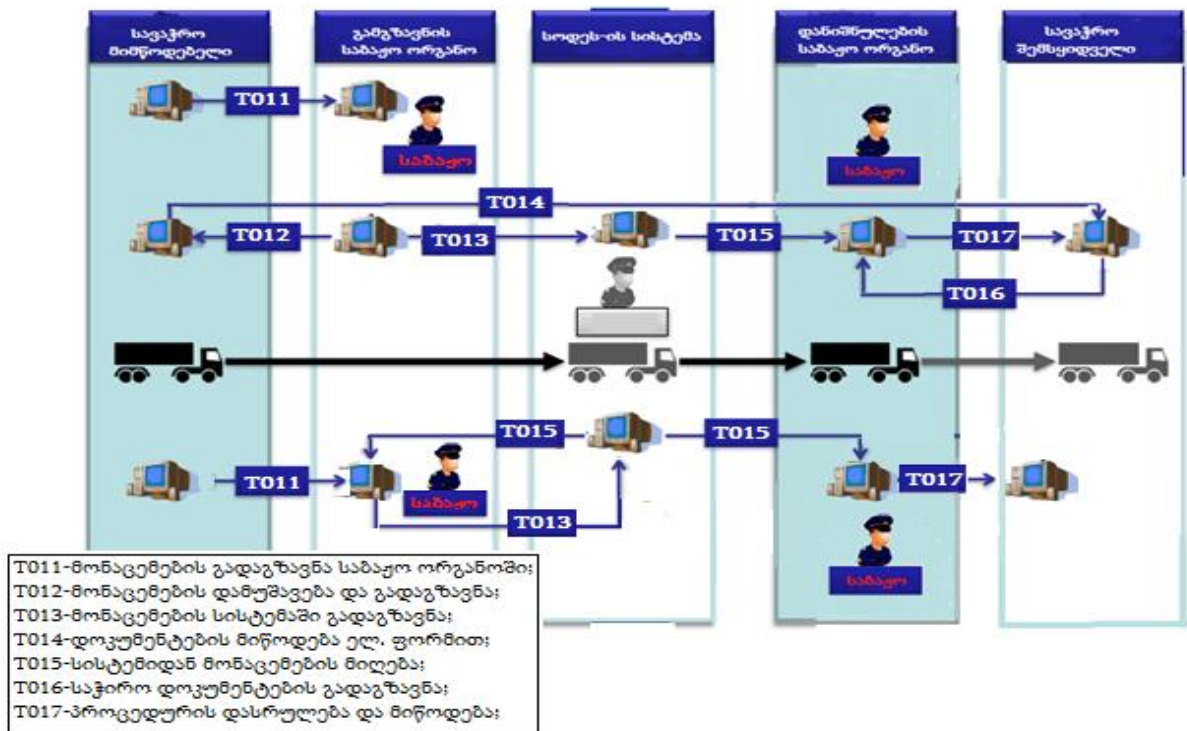 სავაჭრო
მიმწოდებელი
გამგზავნის
საბაჟო ორგანო
სოდეს-ის სისტემა
დანიშნულების
საბაჟო ორგანო
სავაჭრო
შემსყიდველი
T011
საბაჟო
საბაჟო
T014
T012
T013
T015
T017
T016
T015
T015
T011
საბაჟო
T017
T013
საბაჟო
T011-მონაცემების გადაგზავნა საბაჟო ორგანოში;
T012-მონაცემების დამუშავება და გადაგზავნა;
T013-მონაცემების სისტემაში გადაგზავნა;
T014-დოკუმენტების მიწოდება ელ. ფორმით;
T015-სისტემიდან მონაცემების მიღება;
T016-საჭირო დოკუმენტების გადაგზავნა;
T017-პროცედურის დასრულება და მიწოდება;